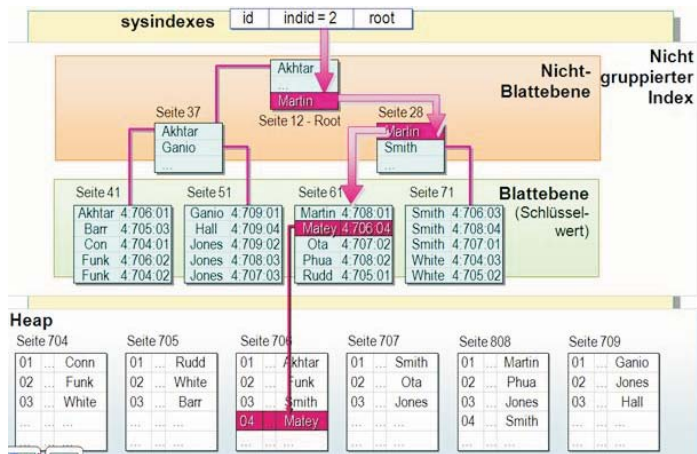 sysindexes
id indid = 2 root
Nicht gruppierter Index
Nicht-Blattebene
Akhtar
...
Martin
Seite 12 - Root
Seite 37
Akhtar
Ganio
...
Seite 28
Martin
Smith
...
Blattebene
(Schlüssel-
wert)
Seite 41
Akhtar 4:706:01
Barr 4:705:03
Con 4:704:01
Funk 4:706:02
Funk 4:704:02
Seite 51
Ganio 4:709:01
Hall 4:709:04
Jones 4:709:02
Jones 4:708:03
Jones 4:707:03
Seite 61
Martin 4:708:01
Matey 4:706:04
Ota 4:707:02
Phua 4:708:02
Rudd 4:705:01
Seite 71
Smith 4:706:03
Smith 4:708:04
Smith 4:707:01
White 4:704:03
White 4:705:02
Heap
Seite 704
01 ... Conn
02 ... Funk
03 ... White
... ... ...
... ... ...
Seite 705
01 ... Rudd
02 ... White
03 ... Barr
... ... ...
... ... ...
Seite 706
01 ... Akhtar
02 ... Funk
03 ... Smith
04 ... Matey
... ... ...
Seite 707
01 ... Smith
02 ... Ota
03 ... Jones
... ... ...
... ... ...
Seite 808
01 ... Martin
02 ... Phua
03 ... Jones
04 ... Smith
... ... ...
Seite 709
01 ... Ganio
02 ... Jones
03 ... Hall
... ... ...
... ... ...